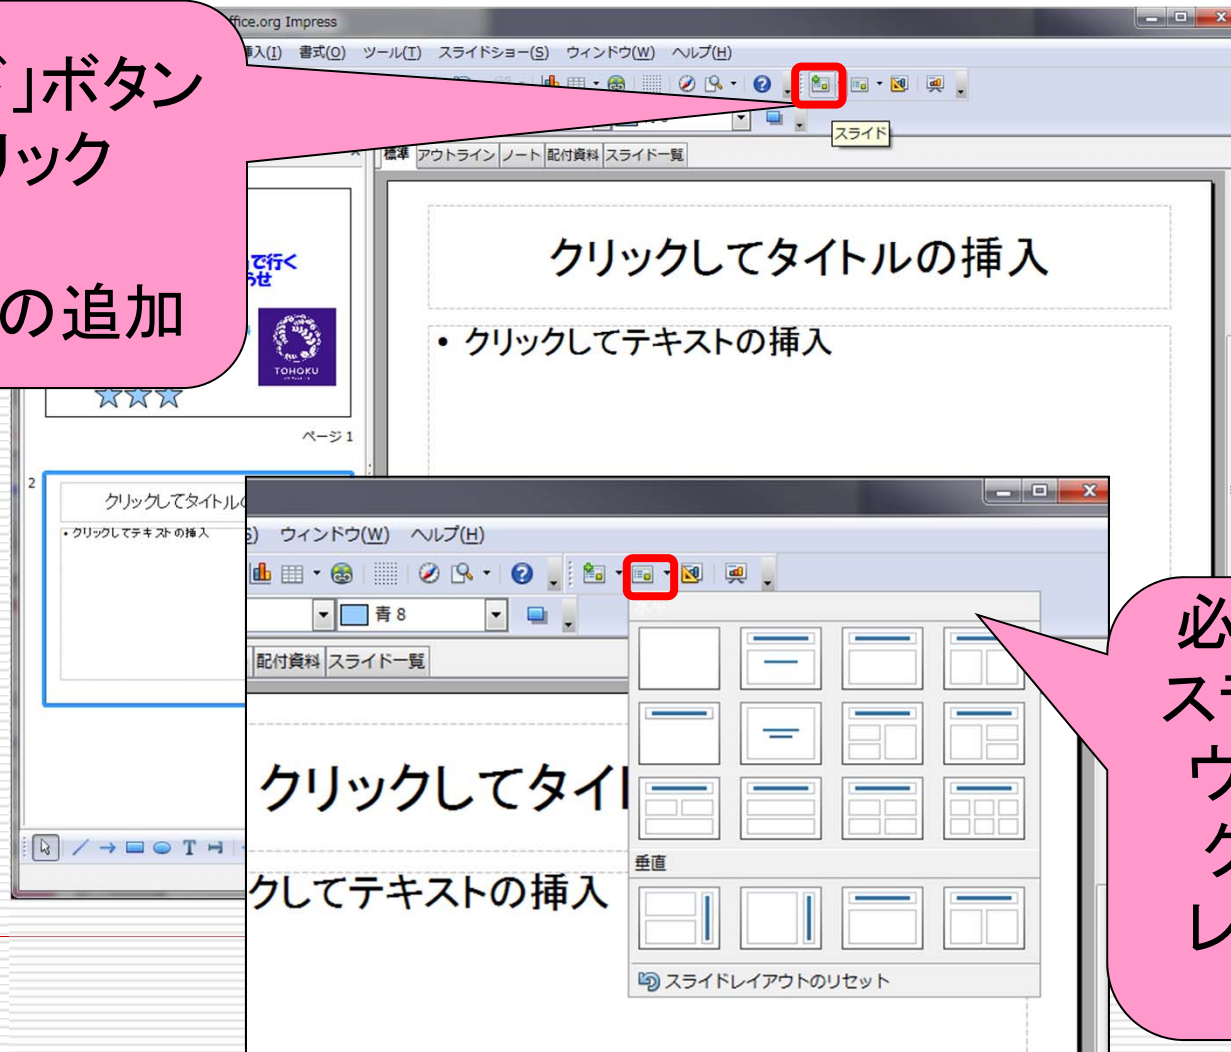 ffice.org Impress
入(I) 書式(O) ツール(T) スライドショー(S) ウィンドウ(W) ヘルプ(H)
」ボタン
リック
の追加
スライド
標準 アウトライン ノート 配付資料 スライド一覧
クリックしてタイトルの挿入
• クリックしてテキストの挿入
で行く
せ
TOHOKU
ページ 1
2
クリックしてタイトル
• クリックしてテキストの挿入
) ウィンドウ(W) ヘルプ(H)
青 8
配付資料 スライド一覧
クリックしてタイ
クしてテキストの挿入
水平
垂直
スライドレイアウトのリセット
必
ス
ウ
ク
レ